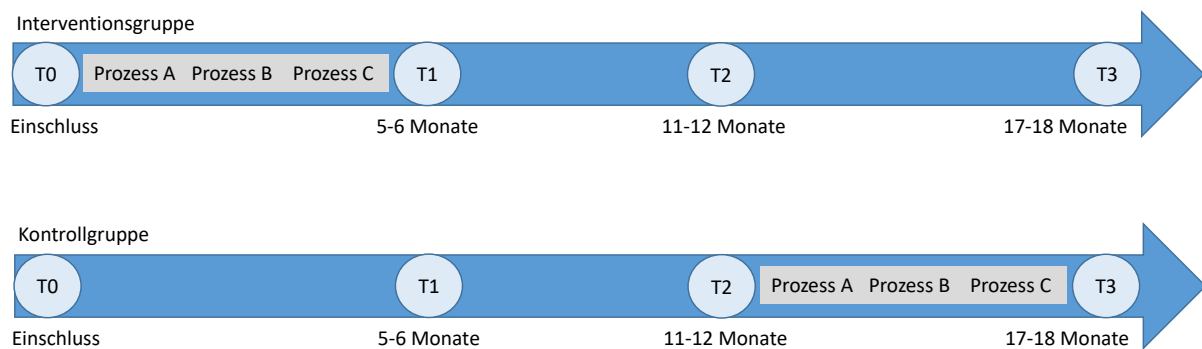 Interventionsgruppe
T0 Prozess A Prozess B Prozess C T1 T2 T3
Einschluss 5-6 Monate 11-12 Monate 17-18 Monate
Kontrollgruppe
T0 T1 T2 Prozess A Prozess B Prozess C T3
Einschluss 5-6 Monate 11-12 Monate 17-18 Monate